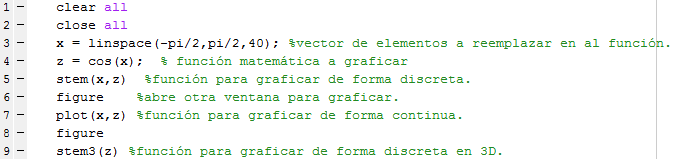 1 - clear all
2 - close all
3 - x = linspace(-pi/2,pi/2,40); %vector de elementos a reemplazar en al función.
4 - z = cos(x);  % función matemática a graficar
5 - stem(x,z)  %función para graficar de forma discreta.
6 - figure    %abre otra ventana para graficar.
7 - plot(x,z) %función para graficar de forma continua.
8 - figure
9 - stem3(z) %función para graficar de forma discreta en 3D.